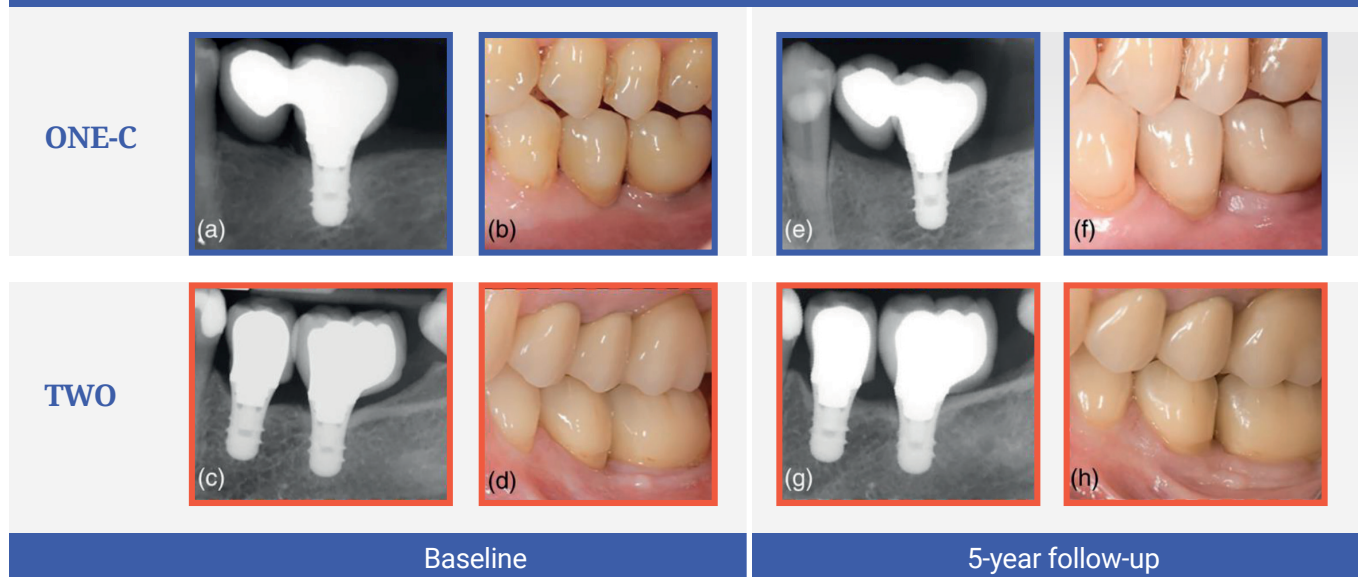 ONE-C
(a)
(b)
(e)
(f)
TWO
(c)
(d)
(g)
(h)
Baseline
5-year follow-up